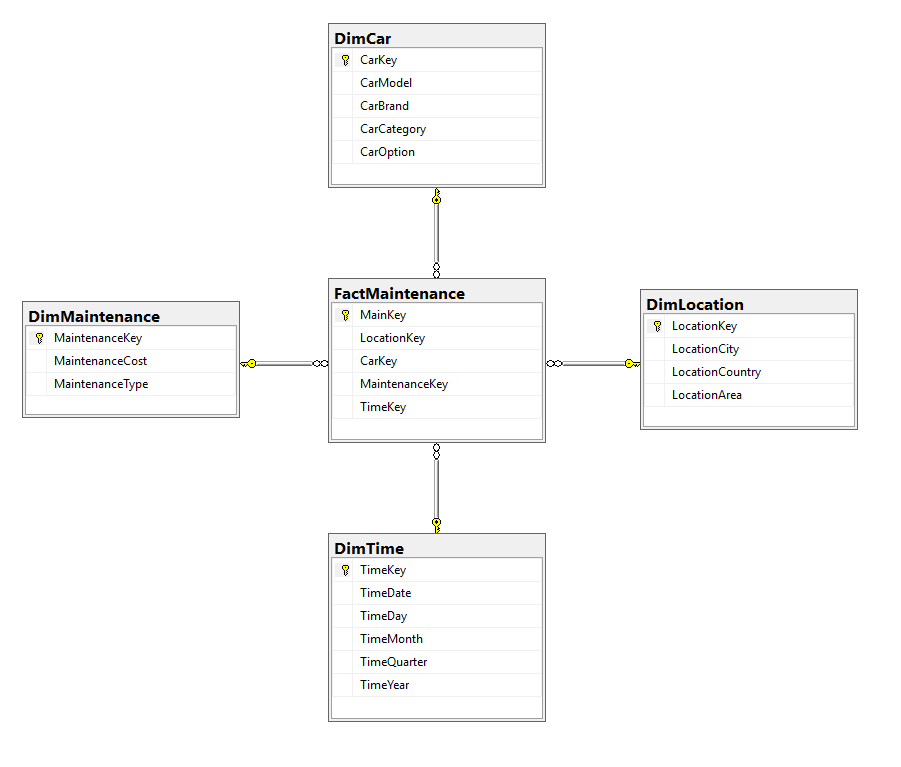 DimCar
CarKey
CarModel
CarBrand
CarCategory
CarOption
DimMaintenance
MaintenanceKey
MaintenanceCost
MaintenanceType
FactMaintenance
MainKey
LocationKey
CarKey
MaintenanceKey
TimeKey
DimLocation
LocationKey
LocationCity
LocationCountry
LocationArea
DimTime
TimeKey
TimeDate
TimeDay
TimeMonth
TimeQuarter
TimeYear